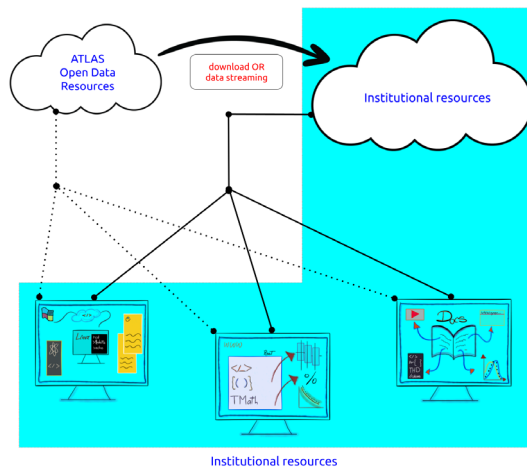 ATLAS
Open Data
Resources
download OR
data streaming
Institutional resources
Docs
</>
[()]
TMath
%
Institutional resources